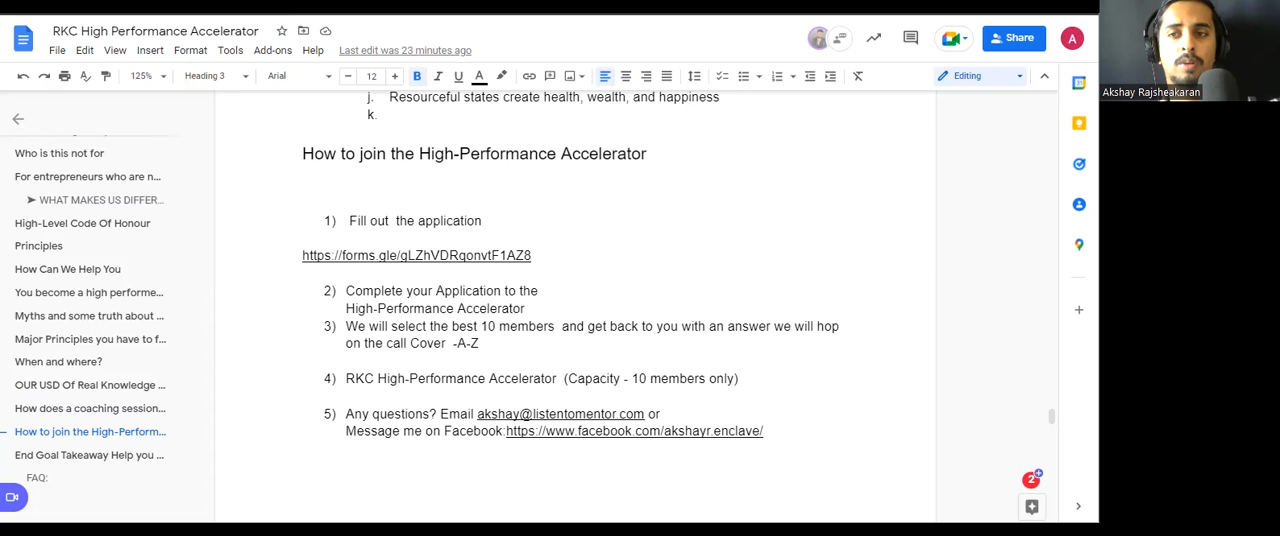 RKC High Performance Accelerator
File Edit View Insert Format Tools Add-ons Help Last edit was 23 minutes ago
Share
A
125% Heading 3 Arial 12 B I U A Editing
Akshay Rajsheakaran
Who is this not for
For entrepreneurs who are n...
➤ WHAT MAKES US DIFFER...
High-Level Code Of Honour
Principles
How Can We Help You
You become a high performe...
Myths and some truth about ...
Major Principles you have to f...
When and where?
OUR USD Of Real Knowledge ...
How does a coaching session...
How to join the High-Perform...
End Goal Takeaway Help you ...
FAQ:
j. Resourceful states create health, wealth, and happiness
k.
How to join the High-Performance Accelerator
1) Fill out the application
https://forms.gle/gLZhVDRqonvtF1AZ8
2) Complete your Application to the
High-Performance Accelerator
3) We will select the best 10 members and get back to you with an answer we will hop
on the call Cover -A-Z
4) RKC High-Performance Accelerator (Capacity - 10 members only)
5) Any questions? Email akshay@listentomentor.com or
Message me on Facebook:https://www.facebook.com/akshayr.enclave/
2